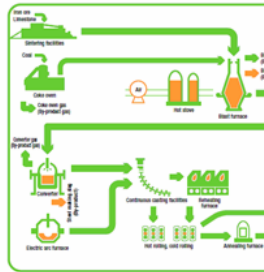 Iron ore
Limestone
Sintering facilities
Coal
Coke oven
Coke oven gas
(By-product gas)
Air
Hot stove
Blast furnace
Converter gas
(By-product gas)
Converter
Steel making slag
(By-product)
Electric arc furnace
Continuous casting facilities
Reheating
furnace
Hot rolling, cold rolling
Annealing furnace